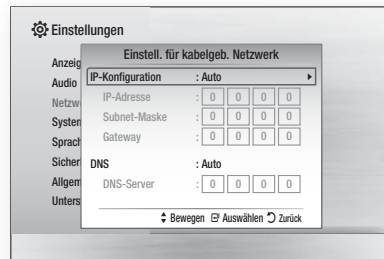 Einstellungen
Einstell. für kabelgeb. Netzwerk
Anzeig
IP-Konfiguration : Auto
Audio
IP-Adresse : 0 0 0 0
Netzw
Subnet-Maske : 0 0 0 0
System
Gateway : 0 0 0 0
Sprach
Sicher
DNS : Auto
Allgem
DNS-Server : 0 0 0 0
Unters
Bewegen Auswählen Zurück